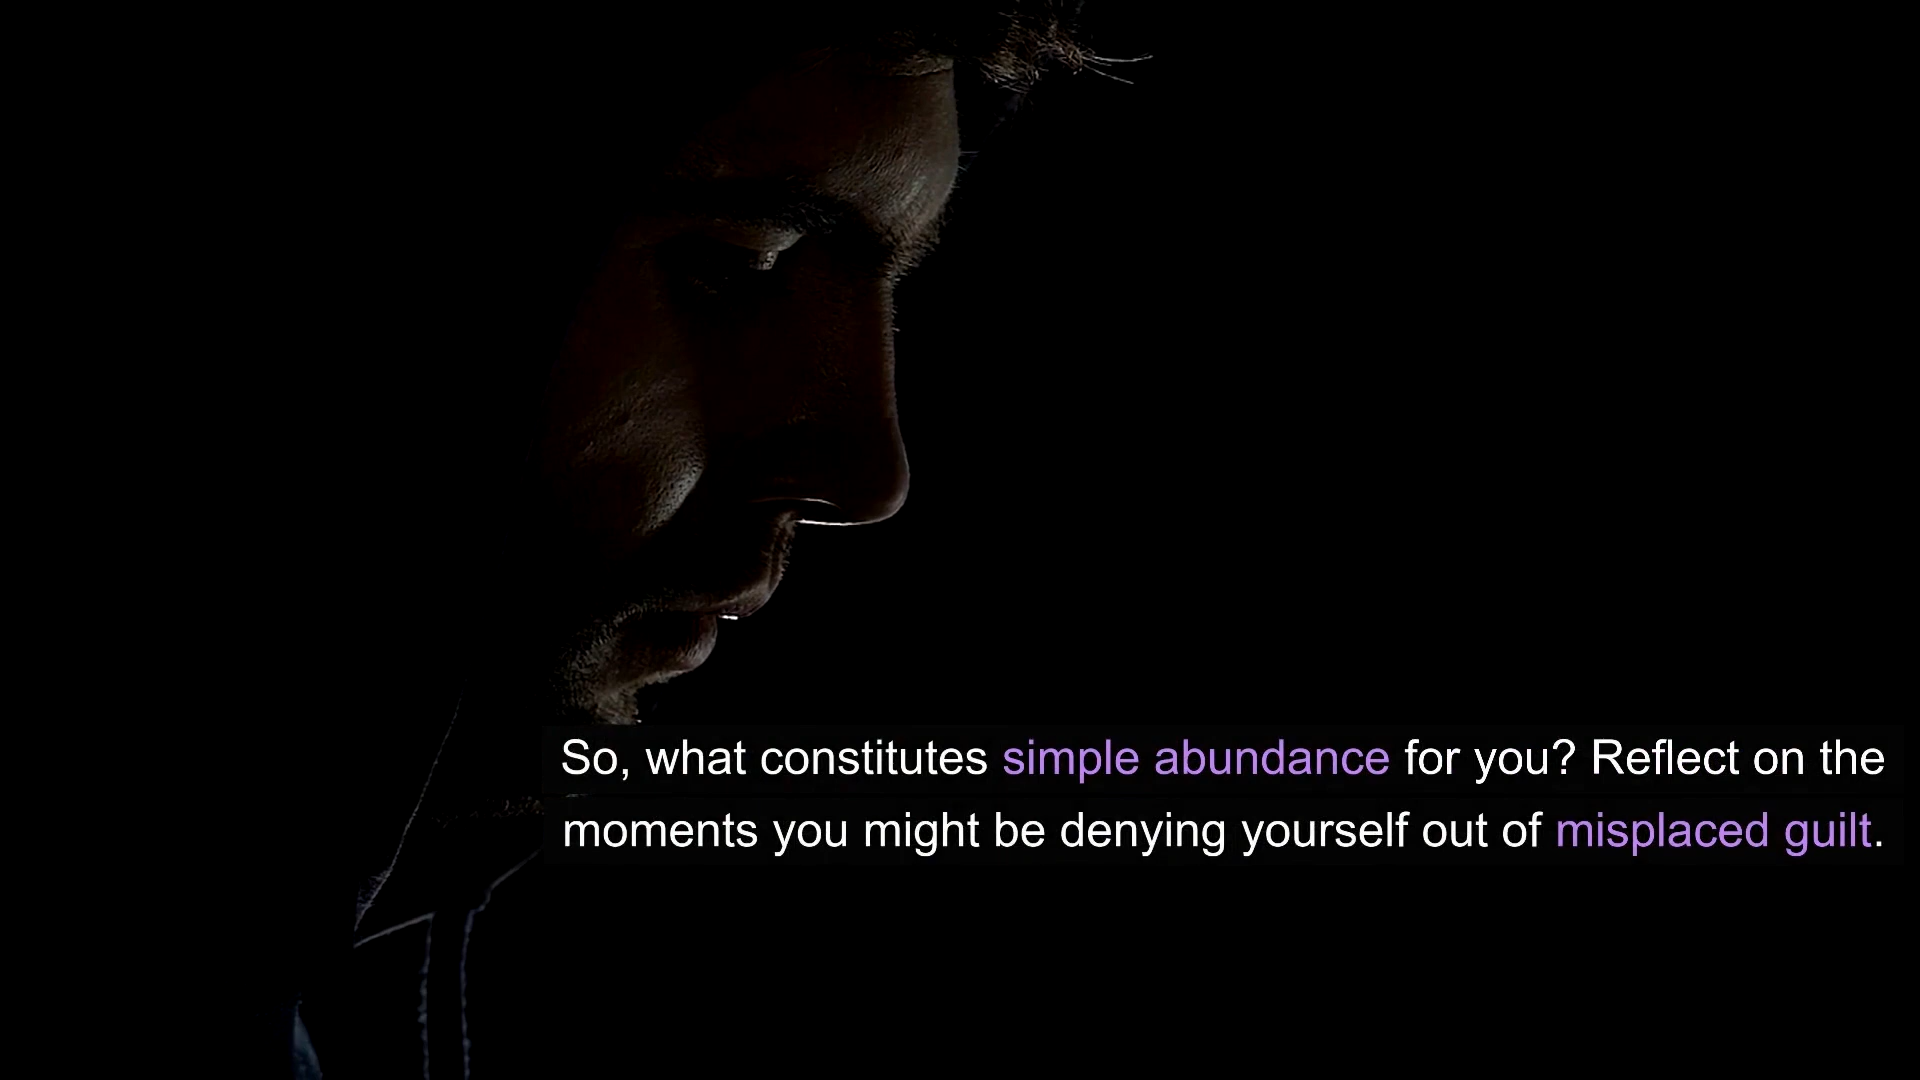 So, what constitutes simple abundance for you? Reflect on the
moments you might be denying yourself out of misplaced guilt.